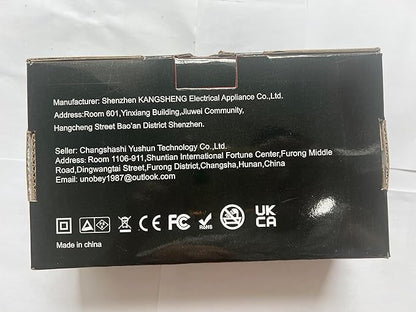 Manufacturer: Shenzhen KANGSHENG Electrical Appliance Co.,Ltd.
Address:Room 601,Yinxiang Building,Jiuwei Community,
Hangcheng Street Bao'an District Shenzhen.
Seller: Changshashi Yushun Technology Co.,Ltd.
Address: Room 1106-911,Shuntian International Fortune Center,Furong Middle
Road,Dingwangtai Street,Furong District,Changsha,Hunan,China
Email: unobey1987@outlook.com
CE FC RoHS UK
CA
Made in china